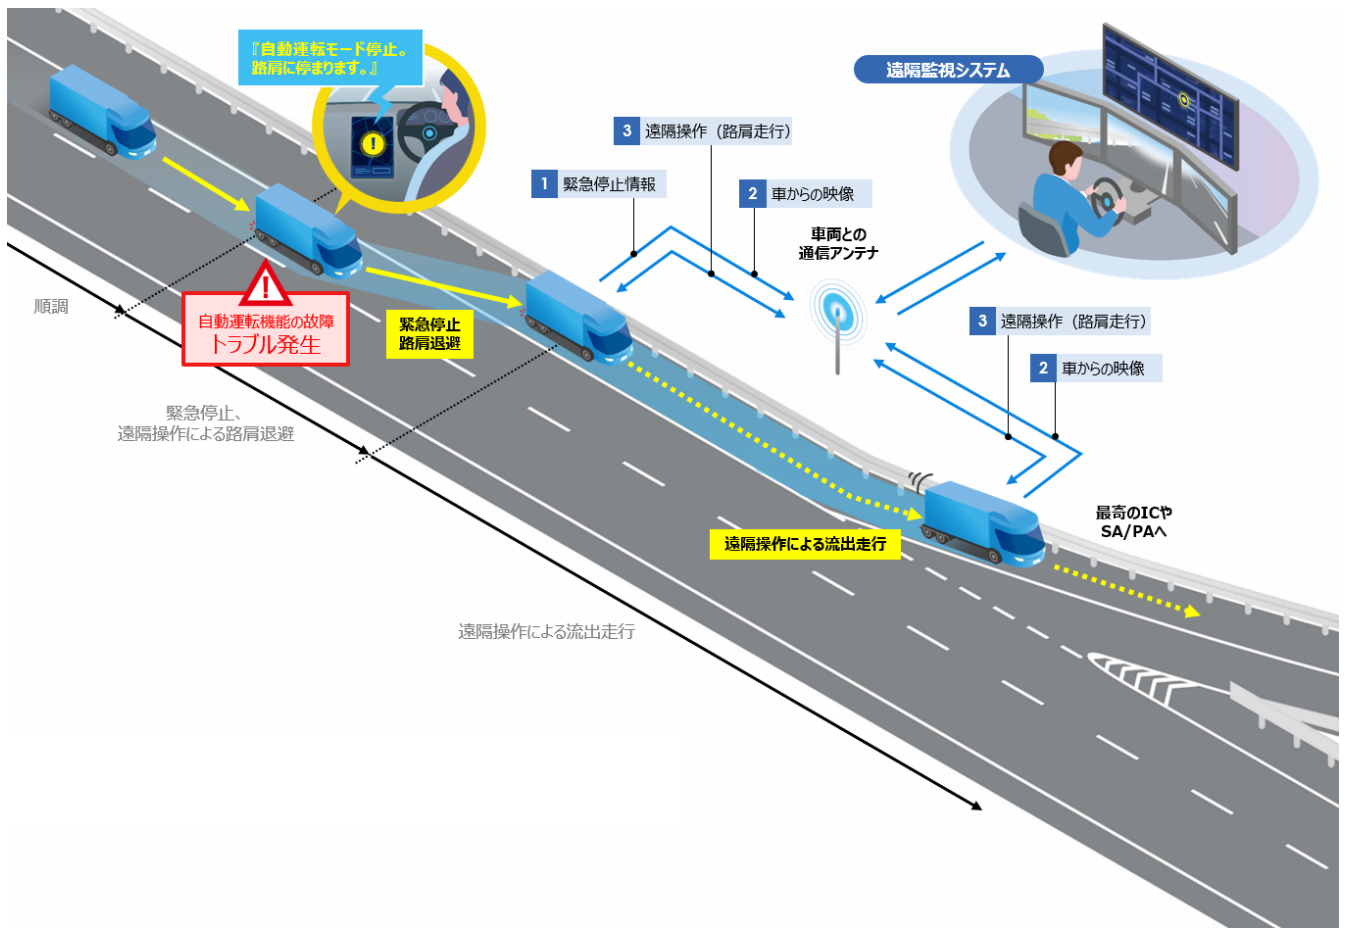 『自動運転モード停止。
路肩に停まります。』
遠隔監視システム
3 遠隔操作（路肩走行）
1 緊急停止情報
2 車からの映像
車両との
通信アンテナ
順調
自動運転機能の故障
トラブル発生
緊急停止
路肩退避
3 遠隔操作（路肩走行）
2 車からの映像
緊急停止、
遠隔操作による路肩退避
最寄のICや
SA/PAへ
遠隔操作による流出走行
遠隔操作による流出走行